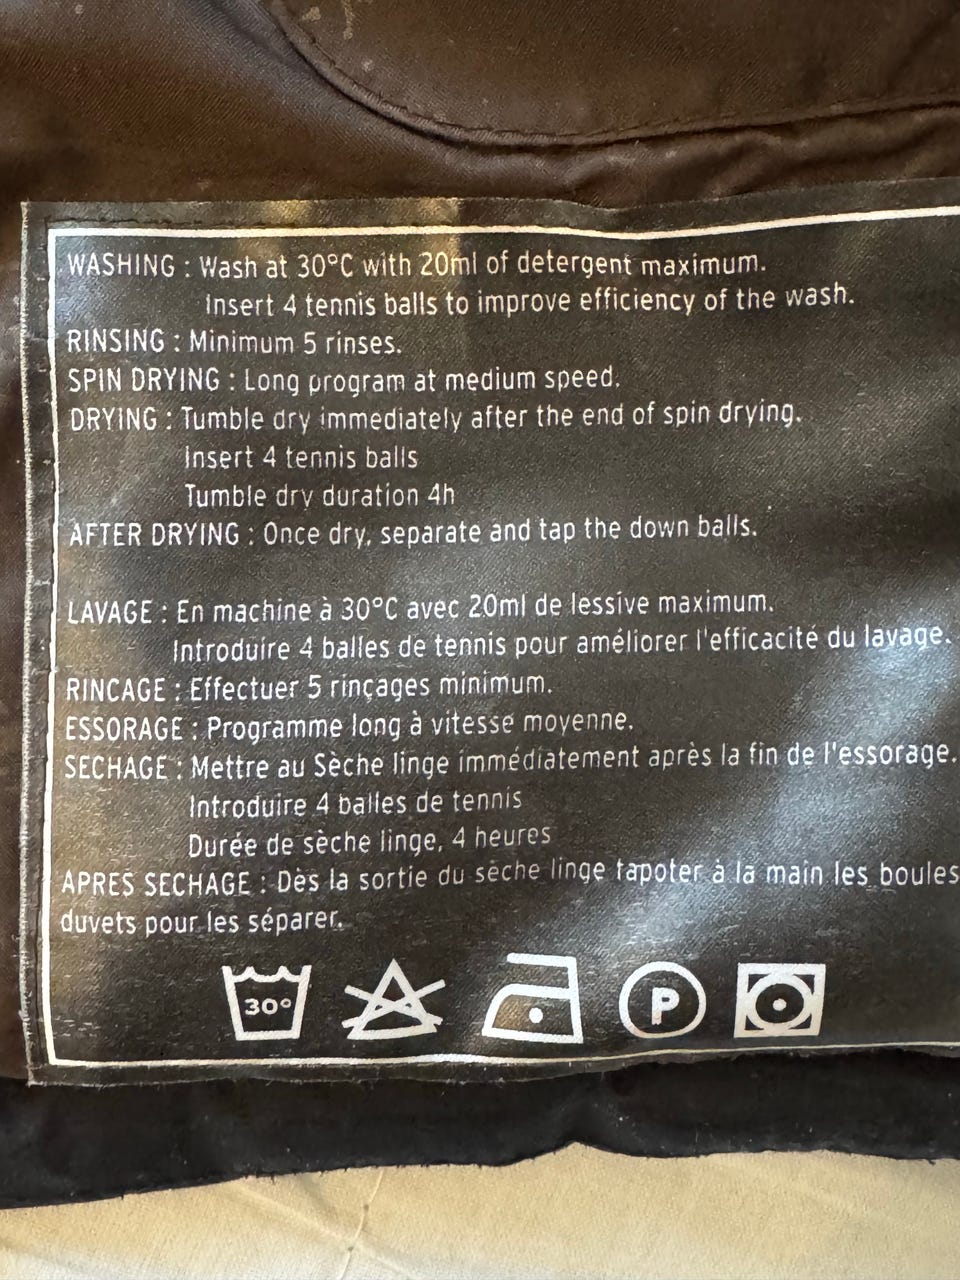 WASHING : Wash at 30°C with 20ml of detergent maximum.
Insert 4 tennis balls to improve efficiency of the wash.
RINSING : Minimum 5 rinses.
SPIN DRYING : Long program at medium speed.
DRYING : Tumble dry immediately after the end of spin drying.
Insert 4 tennis balls
Tumble dry duration 4h
AFTER DRYING : Once dry, separate and tap the down balls.
LAVAGE : En machine à 30°C avec 20ml de lessive maximum.
Introduire 4 balles de tennis pour améliorer l'efficacité du lavage.
RINCAGE : Effectuer 5 rinçages minimum.
ESSORAGE : Programme long à vitesse moyenne.
SECHAGE : Mettre au Sèche linge immédiatement après la fin de l'essorage.
Introduire 4 balles de tennis
Durée de sèche linge, 4 heures
APRES SECHAGE : Dès la sortie du sèche linge tapoter à la main les boules
duvets pour les séparer.
30° P